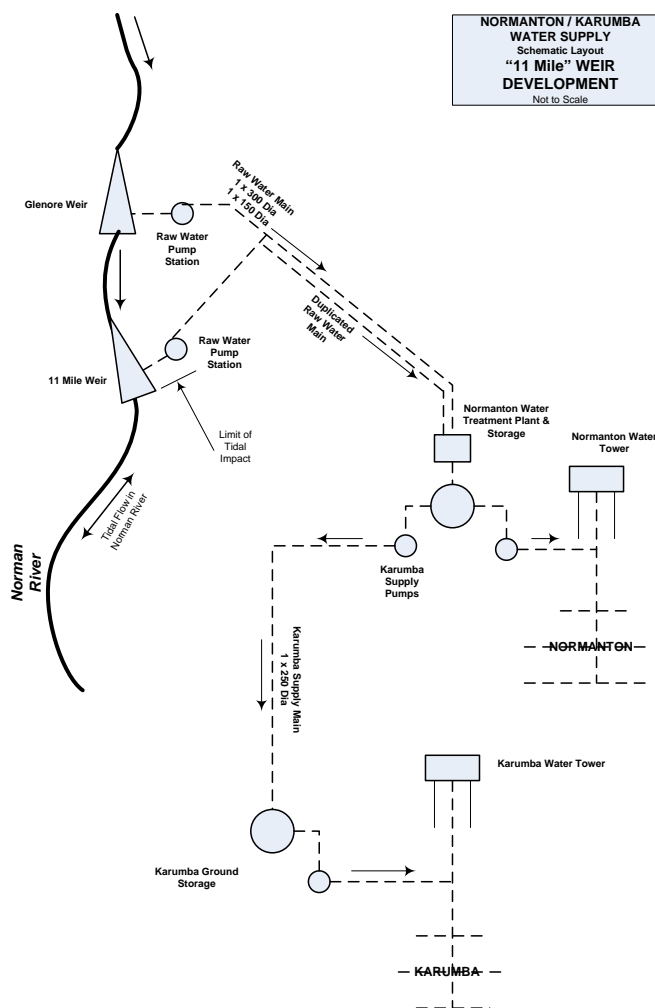 NORMANTON / KARUMBA
WATER SUPPLY
Schematic Layout
“11 Mile” WEIR
DEVELOPMENT
Not to Scale
Glenore Weir
Raw Water
Pump
Station
Raw Water Main
1 x 300 Dia
1 x 150 Dia
Duplicated
Raw Water
Main
11 Mile Weir
Raw Water
Pump
Station
Limit of
Tidal
Impact
Normanton Water
Treatment Plant &
Storage
Normanton Water
Tower
Tidal Flow in
Norman River
Norman
River
Karumba
Supply
Pumps
NORMANTON
Karumba Supply Main
1 x 250 Dia
Karumba Water Tower
Karumba Ground
Storage
KARUMBA